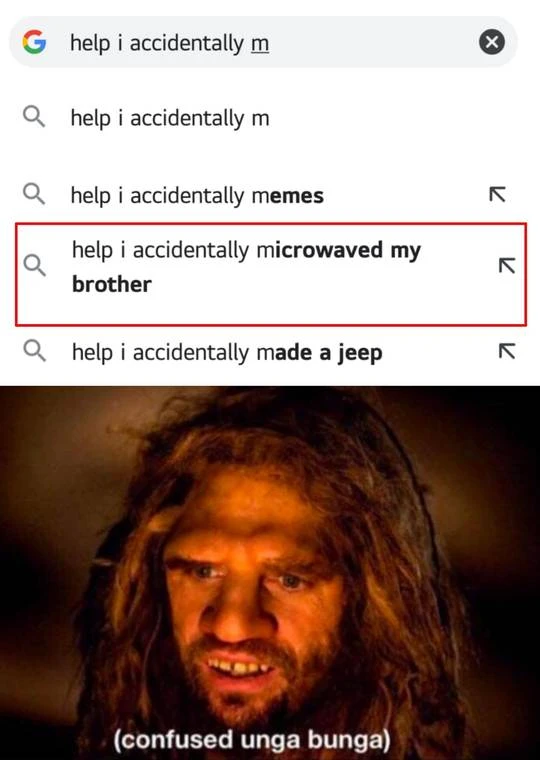 help i accidentally m
help i accidentally m
help i accidentally memes
help i accidentally microwaved my
brother
help i accidentally made a jeep
(confused unga bunga)